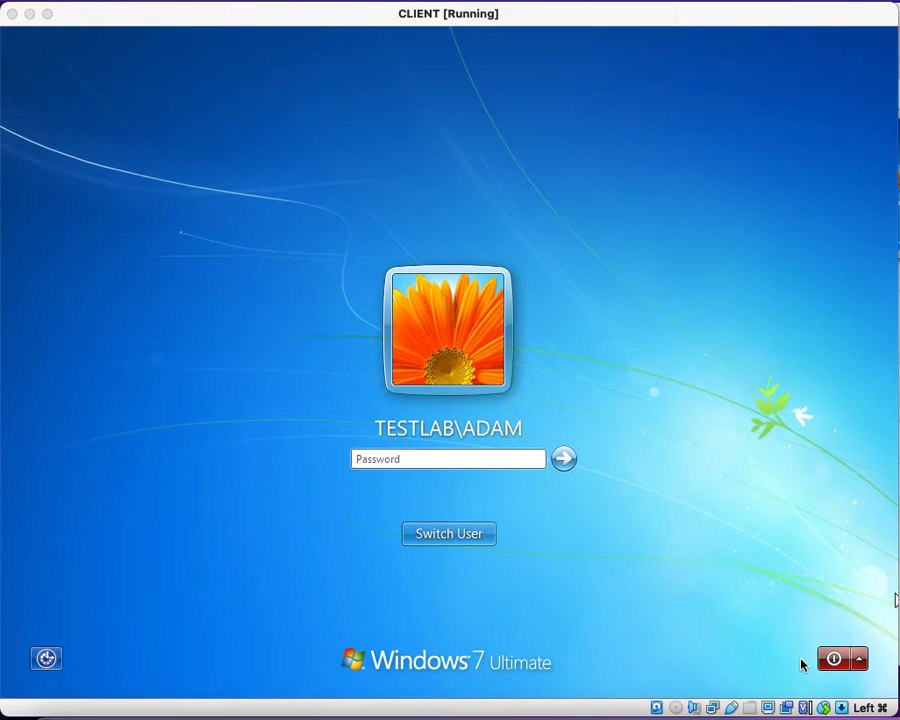 CLIENT [Running]
TESTLAB\ADAM
Password
Switch User
Windows 7 Ultimate
Left ⌘